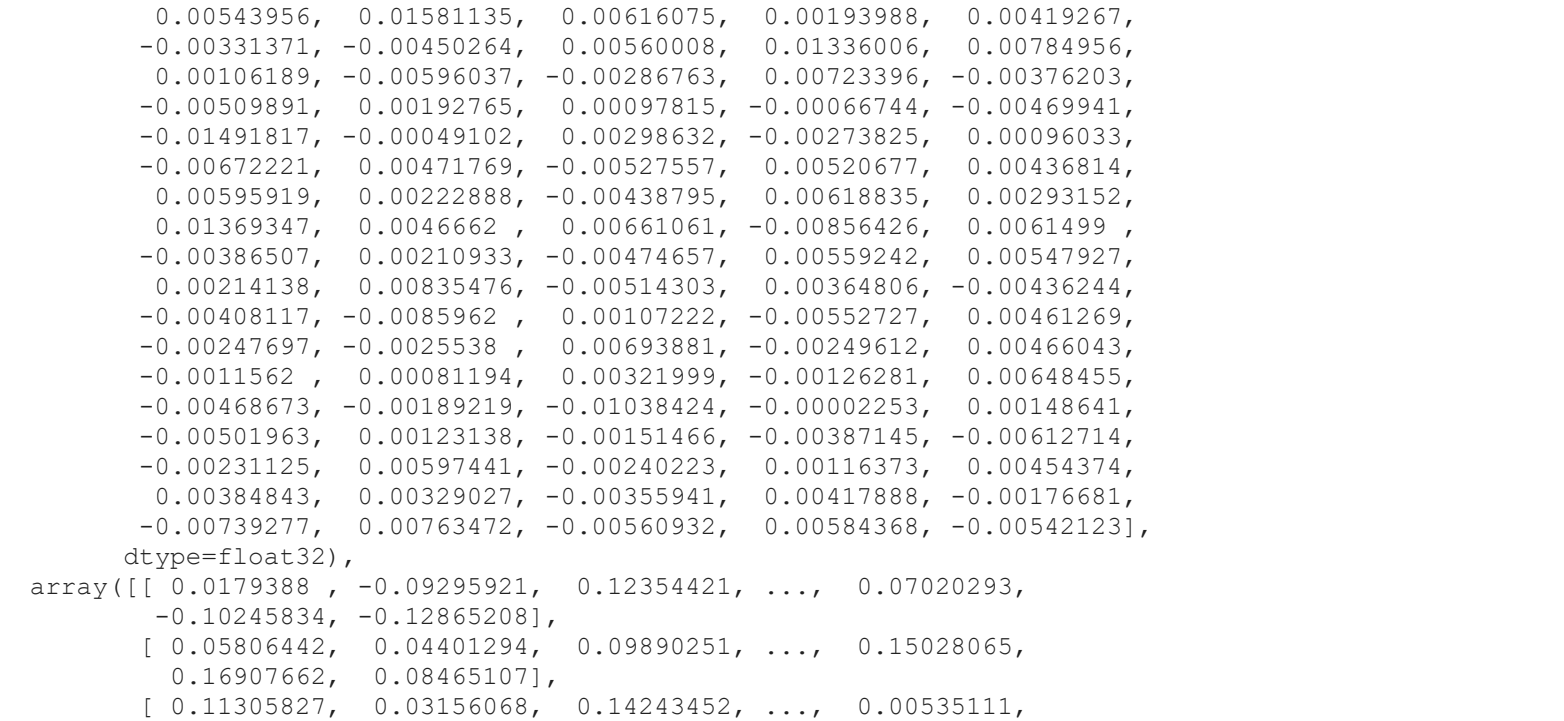 0.00543956,  0.01581135,  0.00616075,  0.00193988,  0.00419267,
-0.00331371, -0.00450264,  0.00560008,  0.01336006,  0.00784956,
0.00106189, -0.00596037, -0.00286763,  0.00723396, -0.00376203,
-0.00509891,  0.00192765,  0.00097815, -0.00066744, -0.00469941,
-0.01491817, -0.00049102,  0.00298632, -0.00273825,  0.00096033,
-0.00672221,  0.00471769, -0.00527557,  0.00520677,  0.00436814,
0.00595919,  0.00222888, -0.00438795,  0.00618835,  0.00293152,
0.01369347,  0.0046662 ,  0.00661061, -0.00856426,  0.0061499 ,
-0.00386507,  0.00210933, -0.00474657,  0.00559242,  0.00547927,
0.00214138,  0.00835476, -0.00514303,  0.00364806, -0.00436244,
-0.00408117, -0.0085962 ,  0.00107222, -0.00552727,  0.00461269,
-0.00247697, -0.0025538 ,  0.00693881, -0.00249612,  0.00466043,
-0.0011562 ,  0.00081194,  0.00321999, -0.00126281,  0.00648455,
-0.00468673, -0.00189219, -0.01038424, -0.00002253,  0.00148641,
-0.00501963,  0.00123138, -0.00151466, -0.00387145, -0.00612714,
-0.00231125,  0.00597441, -0.00240223,  0.00116373,  0.00454374,
0.00384843,  0.00329027, -0.00355941,  0.00417888, -0.00176681,
-0.00739277,  0.00763472, -0.00560932,  0.00584368, -0.00542123],
dtype=float32),
array([[ 0.0179388 , -0.09295921,  0.12354421, ...,  0.07020293,
-0.10245834, -0.12865208],
[ 0.05806442,  0.04401294,  0.09890251, ...,  0.15028065,
0.16907662,  0.08465107],
[ 0.11305827,  0.03156068,  0.14243452, ...,  0.00535111,